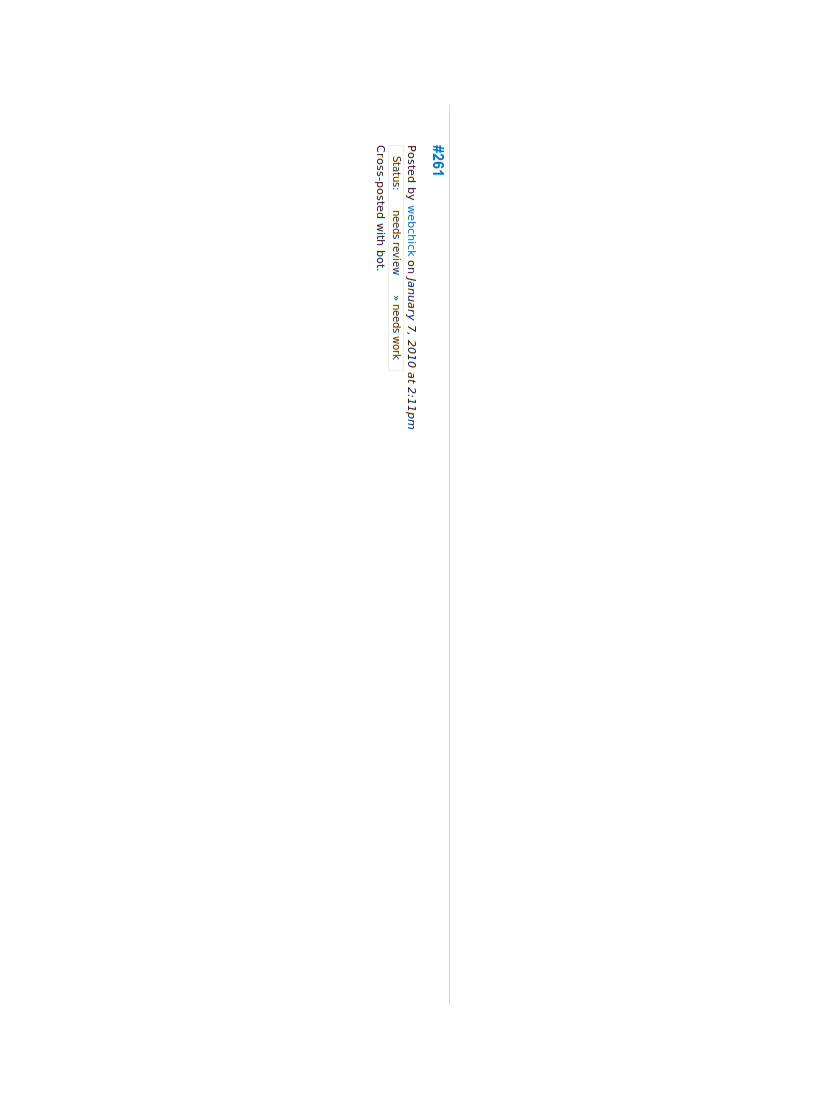 #261
Posted by webchick on January 7, 2010 at 2:11pm
Status: needs review » needs work
Cross-posted with bot.